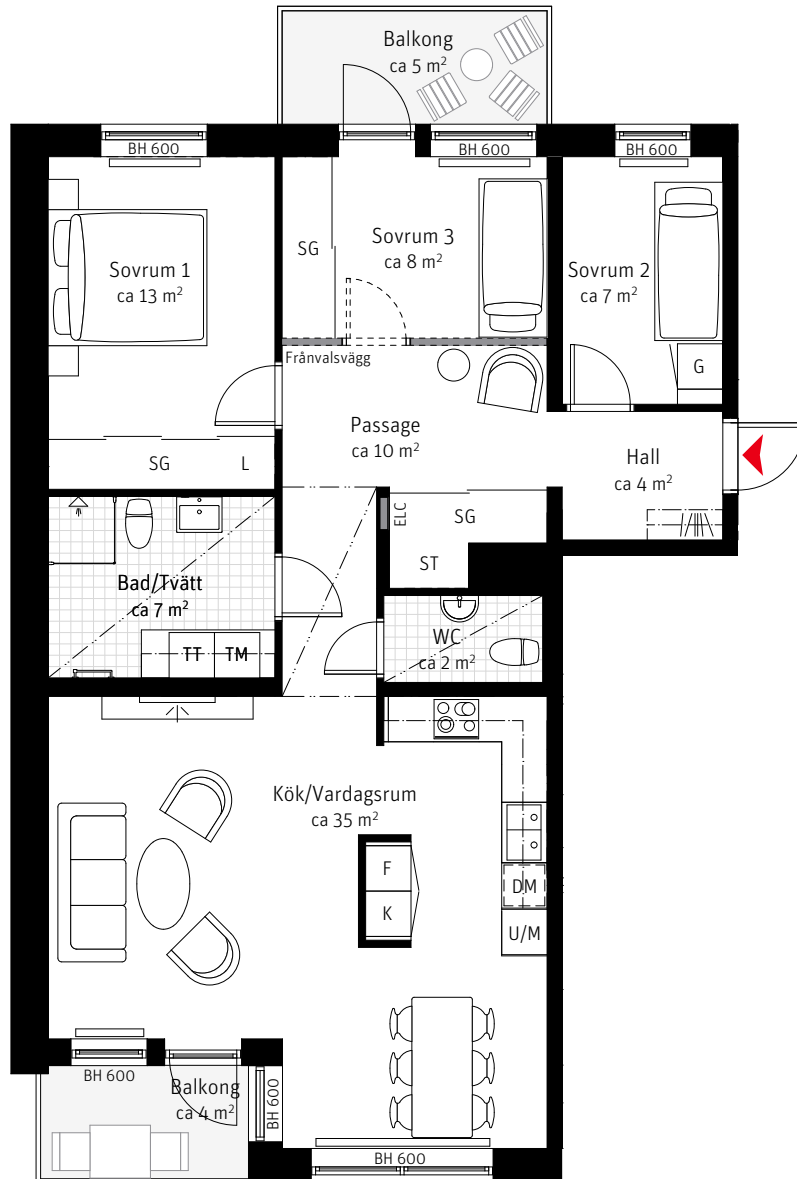 Balkong
ca 5 m²
BH 600
BH 600
BH 600
SG
Sovrum 3
ca 8 m²
Sovrum 1
ca 13 m²
Sovrum 2
ca 7 m²
Frånvalsvägg
G
Passage
ca 10 m²
Hall
ca 4 m²
SG
L
ELC
SG
ST
Bad/Tvätt
ca 7 m²
WC
ca 2 m²
TT
TM
Kök/Vardagsrum
ca 35 m²
F
K
DM
U/M
BH 600
Balkong
ca 4 m²
BH 600
BH 600